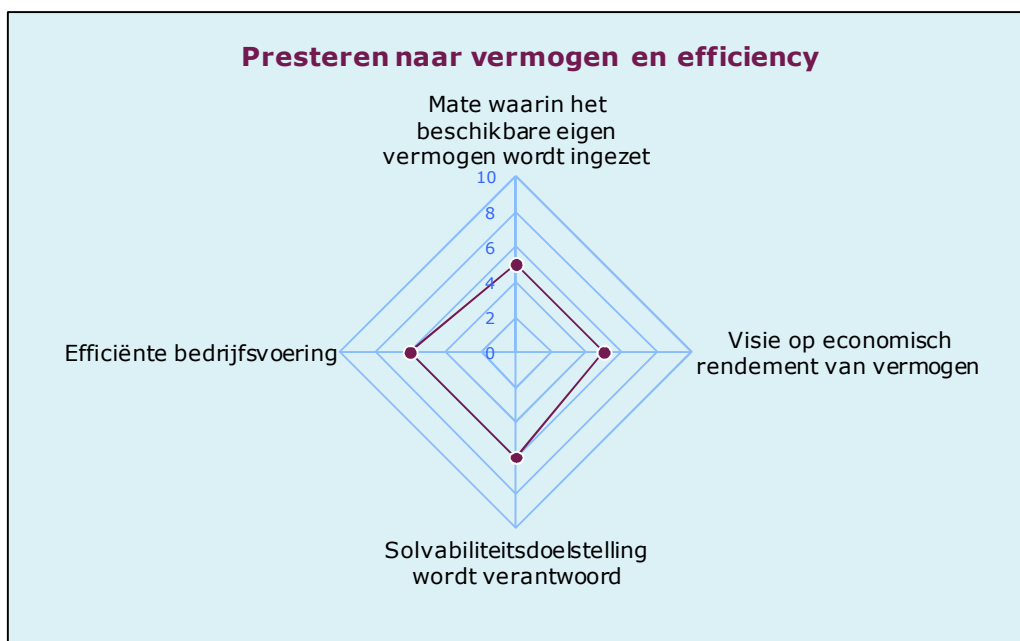 Presteren naar vermogen en efficiency
Mate waarin het
beschikbare eigen
vermogen wordt ingezet
10
8
6
4
2
0
Efficiënte bedrijfsvoering
Visie op economisch
rendement van vermogen
Solvabiliteitsdoelstelling
wordt verantwoord